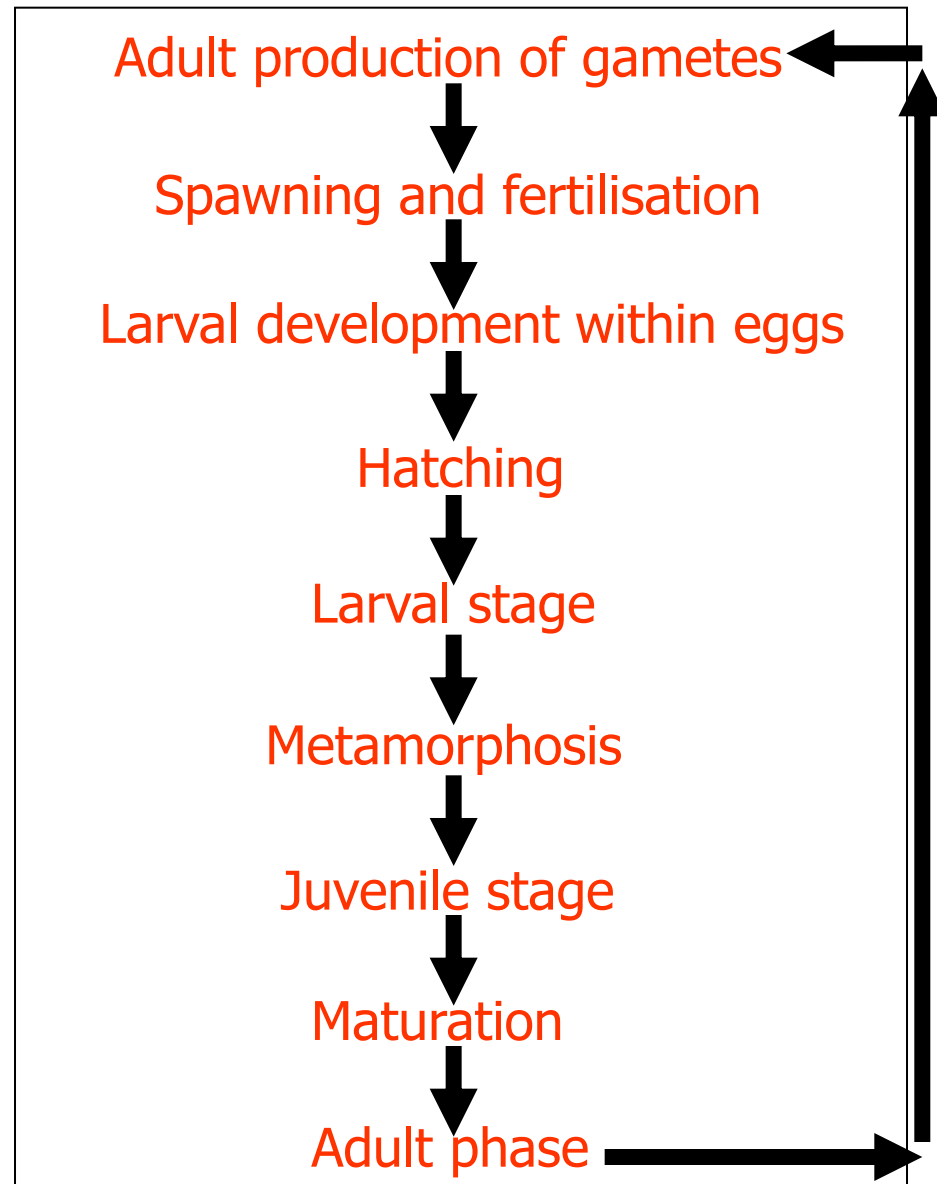 Adult production of gametes
Spawning and fertilisation
Larval development within eggs
Hatching
Larval stage
Metamorphosis
Juvenile stage
Maturation
Adult phase